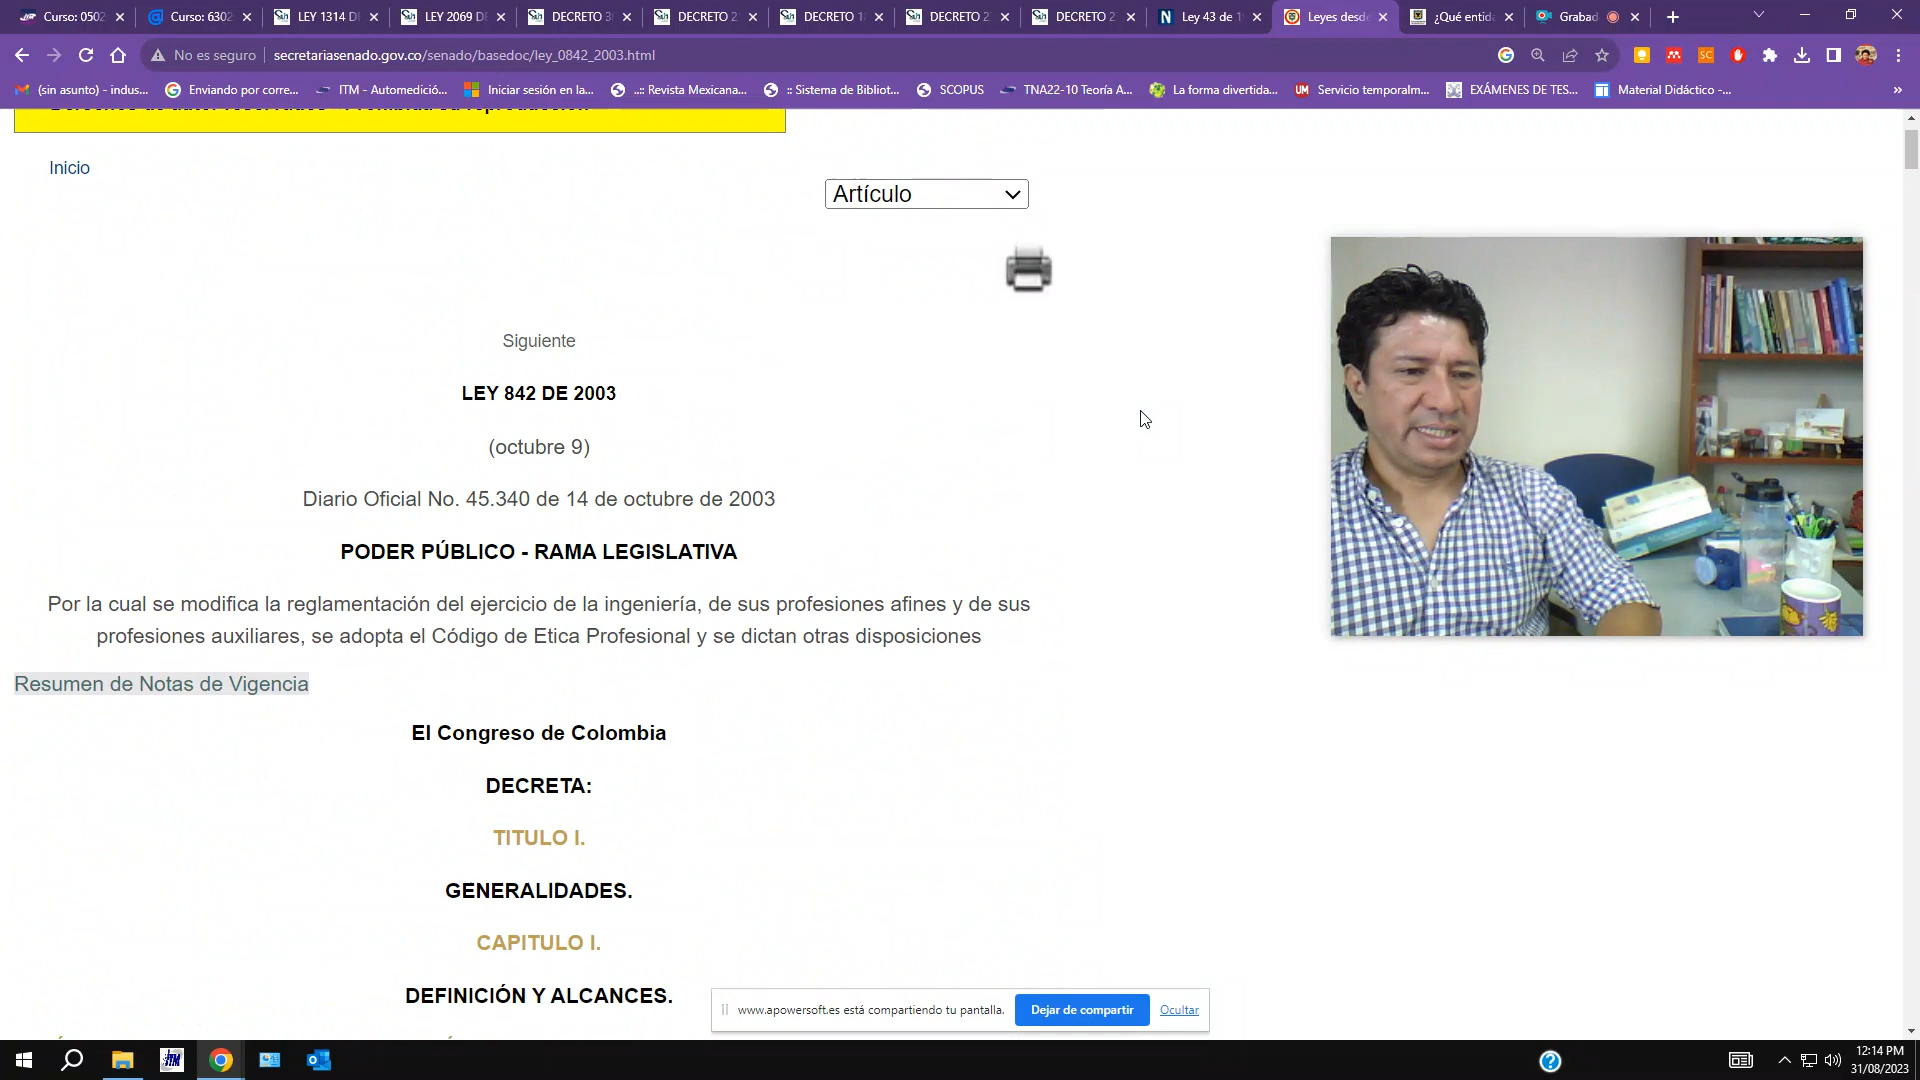 Curso: 0502
Curso: 6302
LEY 1314 D
LEY 2069 DE
DECRETO 3
DECRETO 2
DECRETO 1
DECRETO 2
DECRETO 2
Ley 43 de 1
Leyes desde
¿Qué entida
Grabad
No es seguro
secretariasenado.gov.co/senado/basedoc/ley_0842_2003.html
(sin asunto) - indus...
Enviando por corre...
ITM - Automedició...
Iniciar sesión en la...
..:: Revista Mexicana...
:: Sistema de Bibliot...
SCOPUS
TNA22-10 Teoría A...
La forma divertida...
Servicio temporalm...
EXÁMENES DE TES...
Material Didáctico -...
»
Inicio
Artículo
Siguiente
LEY 842 DE 2003
(octubre 9)
Diario Oficial No. 45.340 de 14 de octubre de 2003
PODER PÚBLICO - RAMA LEGISLATIVA
Por la cual se modifica la reglamentación del ejercicio de la ingeniería, de sus profesiones afines y de sus
profesiones auxiliares, se adopta el Código de Etica Profesional y se dictan otras disposiciones
Resumen de Notas de Vigencia
El Congreso de Colombia
DECRETA:
TITULO I.
GENERALIDADES.
CAPITULO I.
DEFINICIÓN Y ALCANCES.
www.apowersoft.es está compartiendo tu pantalla.
Dejar de compartir
Ocultar
12:14 PM
31/08/2023